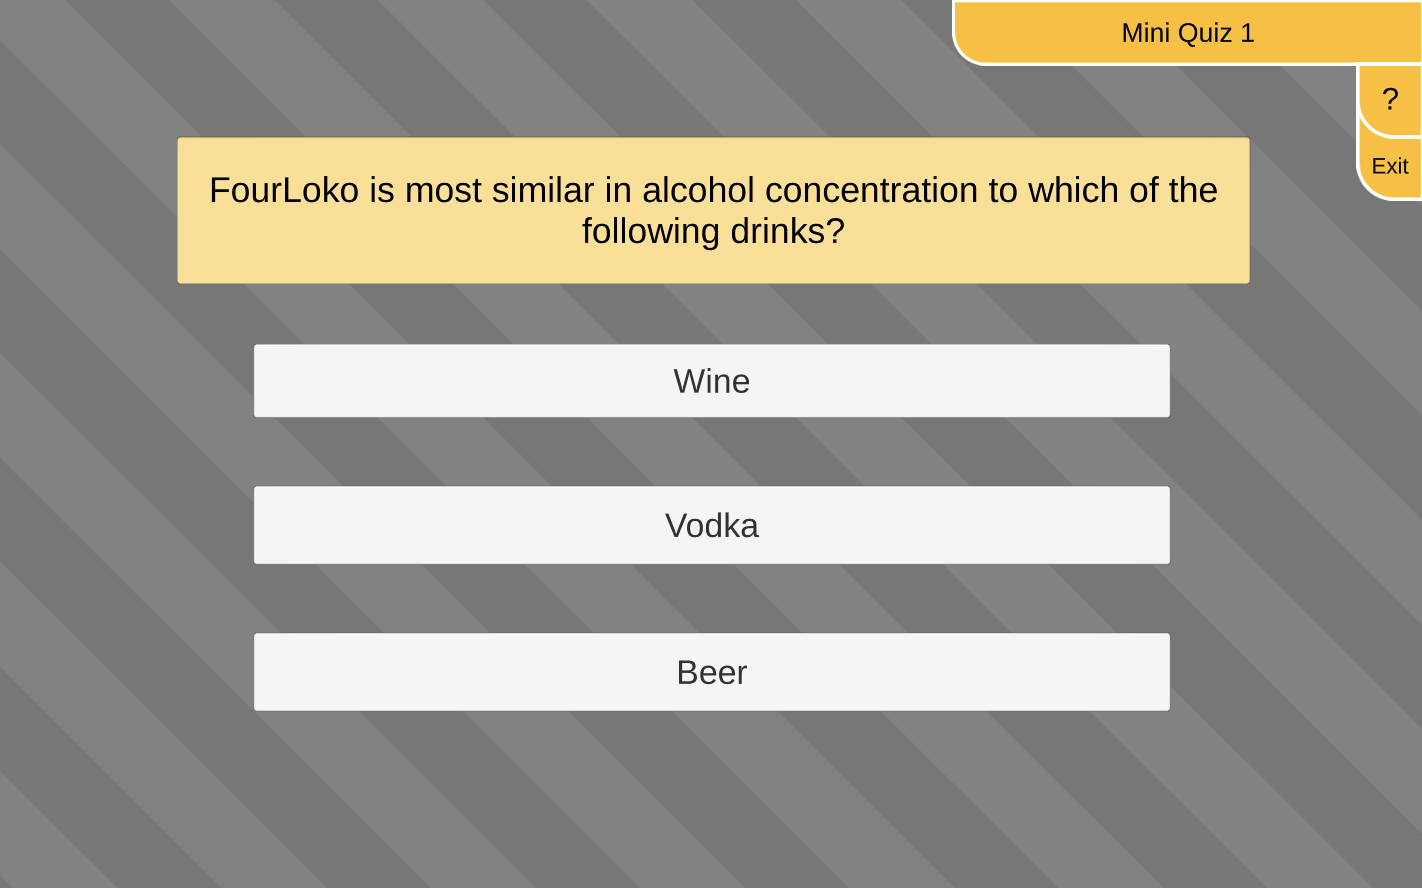 Mini Quiz 1
?
Exit
FourLoko is most similar in alcohol concentration to which of the
following drinks?
Wine
Vodka
Beer